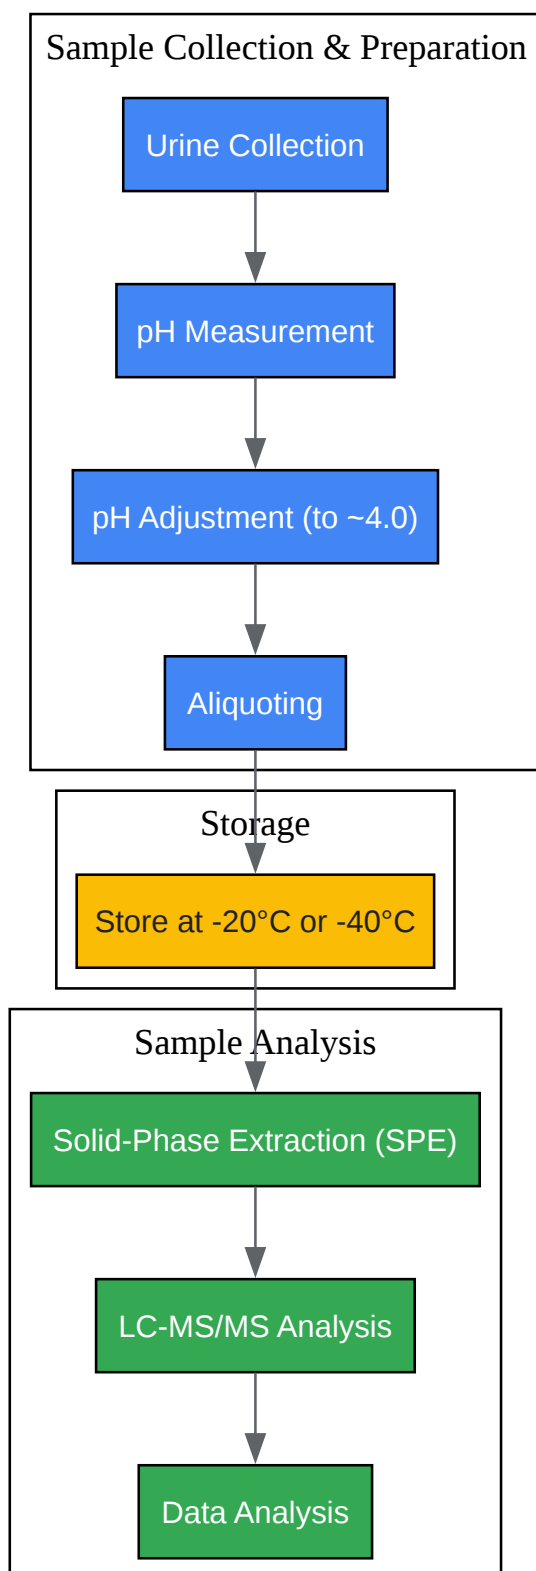 Sample Collection & Preparation
Urine Collection
pH Measurement
pH Adjustment (to ~4.0)
Aliquoting
Storage
Store at -20°C or -40°C
Sample Analysis
Solid-Phase Extraction (SPE)
LC-MS/MS Analysis
Data Analysis